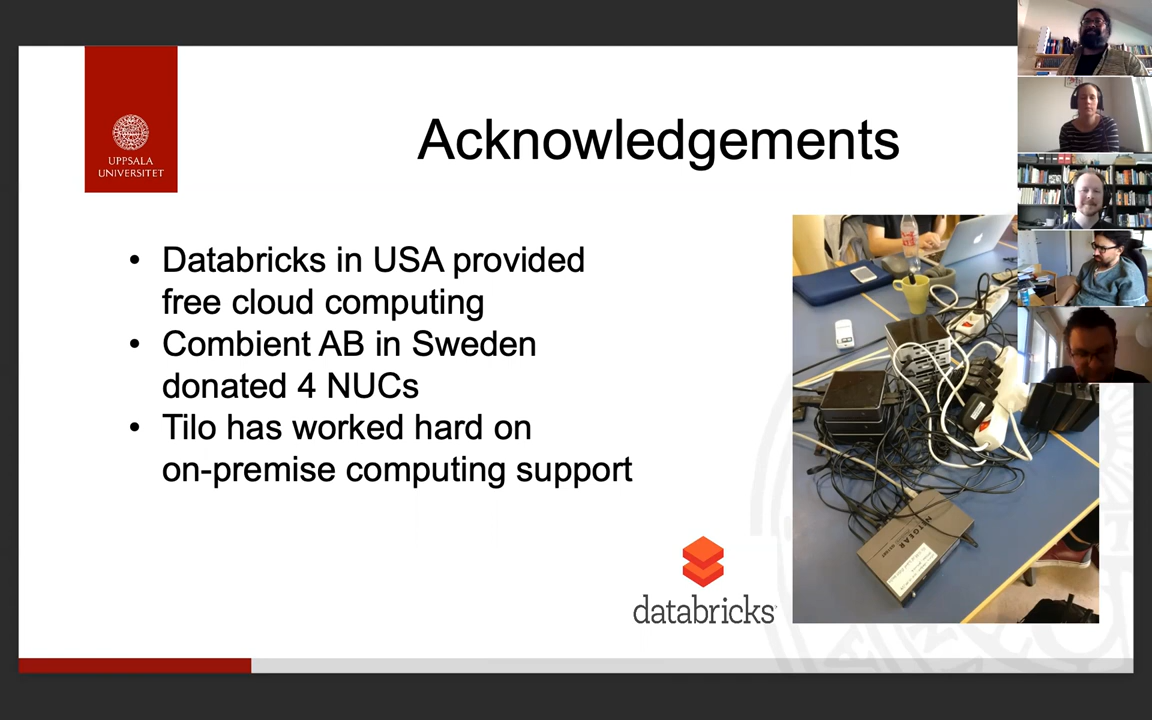 UPPSALA
UNIVERSITET
Acknowledgements
• Databricks in USA provided
free cloud computing
• Combient AB in Sweden
donated 4 NUCs
• Tilo has worked hard on
on-premise computing support
NETGEAR
databricks